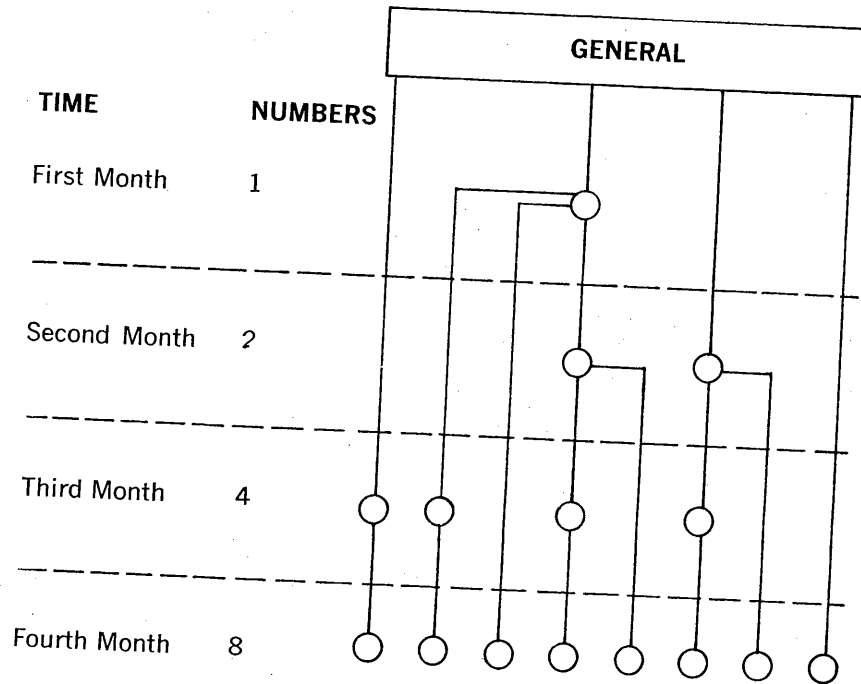 GENERAL
TIME NUMBERS
First Month 1
Second Month 2
Third Month 4
Fourth Month 8